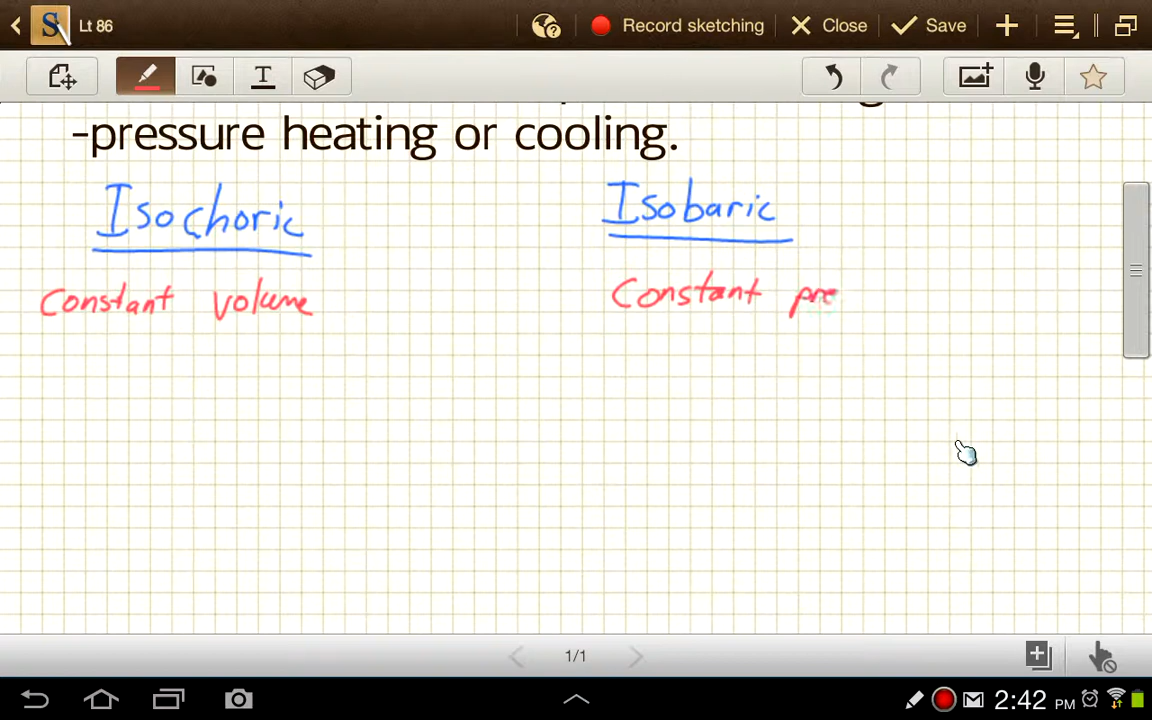 S Lt 86 Record sketching Close Save
T
-pressure heating or cooling.
Isochoric Isobaric
Constant volume Constant pre
1/1
2:42 PM